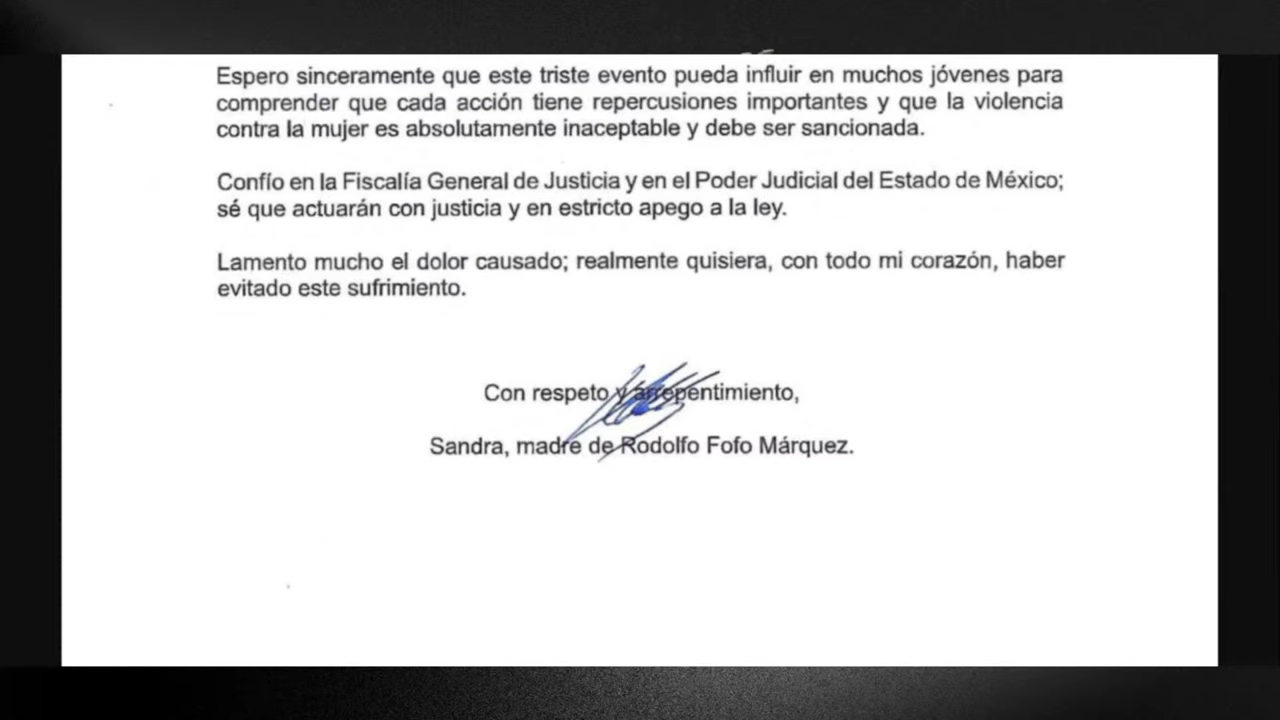 Espero sinceramente que este triste evento pueda influir en muchos jóvenes para
comprender que cada acción tiene repercusiones importantes y que la violencia
contra la mujer es absolutamente inaceptable y debe ser sancionada.
Confío en la Fiscalía General de Justicia y en el Poder Judicial del Estado de México;
sé que actuarán con justicia y en estricto apego a la ley.
Lamento mucho el dolor causado; realmente quisiera, con todo mi corazón, haber
evitado este sufrimiento.
Con respeto y arrepentimiento,
Sandra, madre de Rodolfo Fofo Márquez.